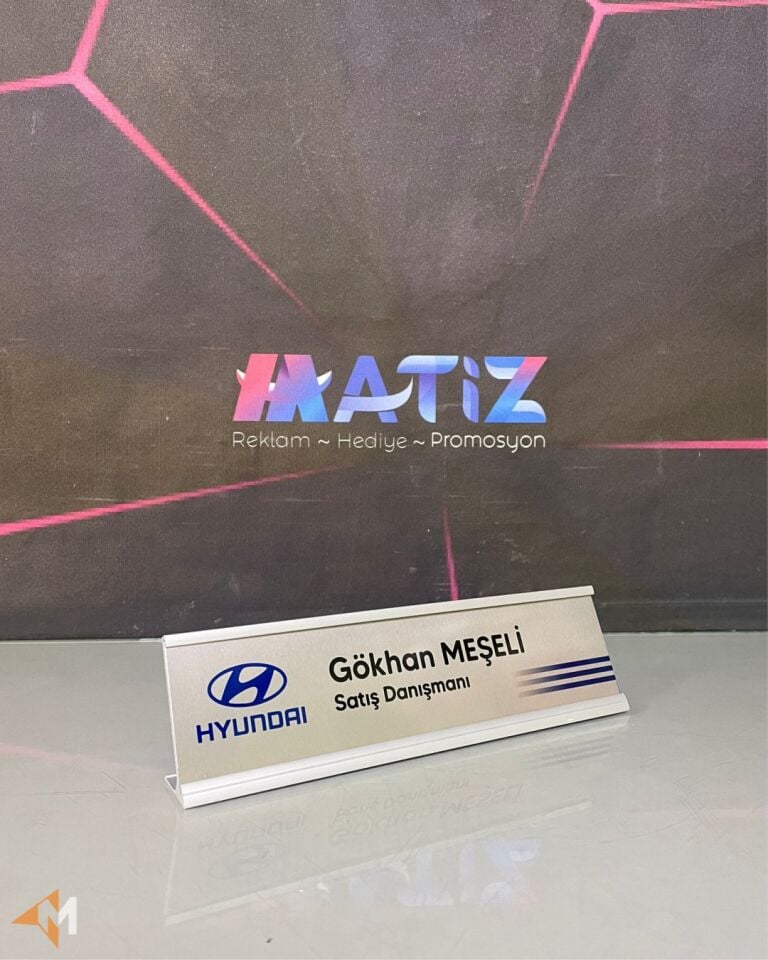 MATİZ
Reklam ~ Hediye ~ Promosyon
Gökhan MEŞELİ
Satış Danışmanı
HYUNDAI
M